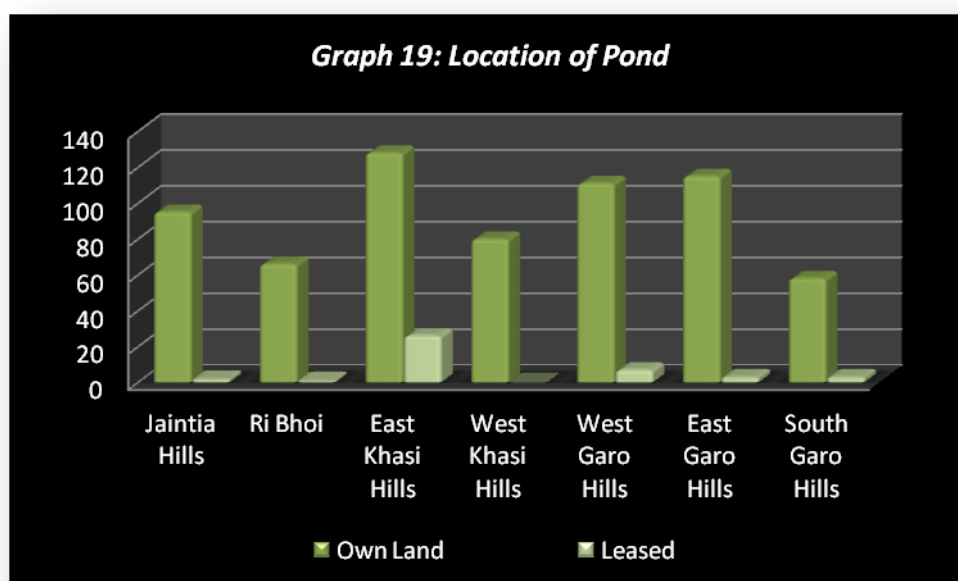 Graph 19: Location of Pond
140
120
100
80
60
40
20
0
Jaintia Hills
Ri Bhoi
East Khasi Hills
West Khasi Hills
West Garo Hills
East Garo Hills
South Garo Hills
Own Land
Leased